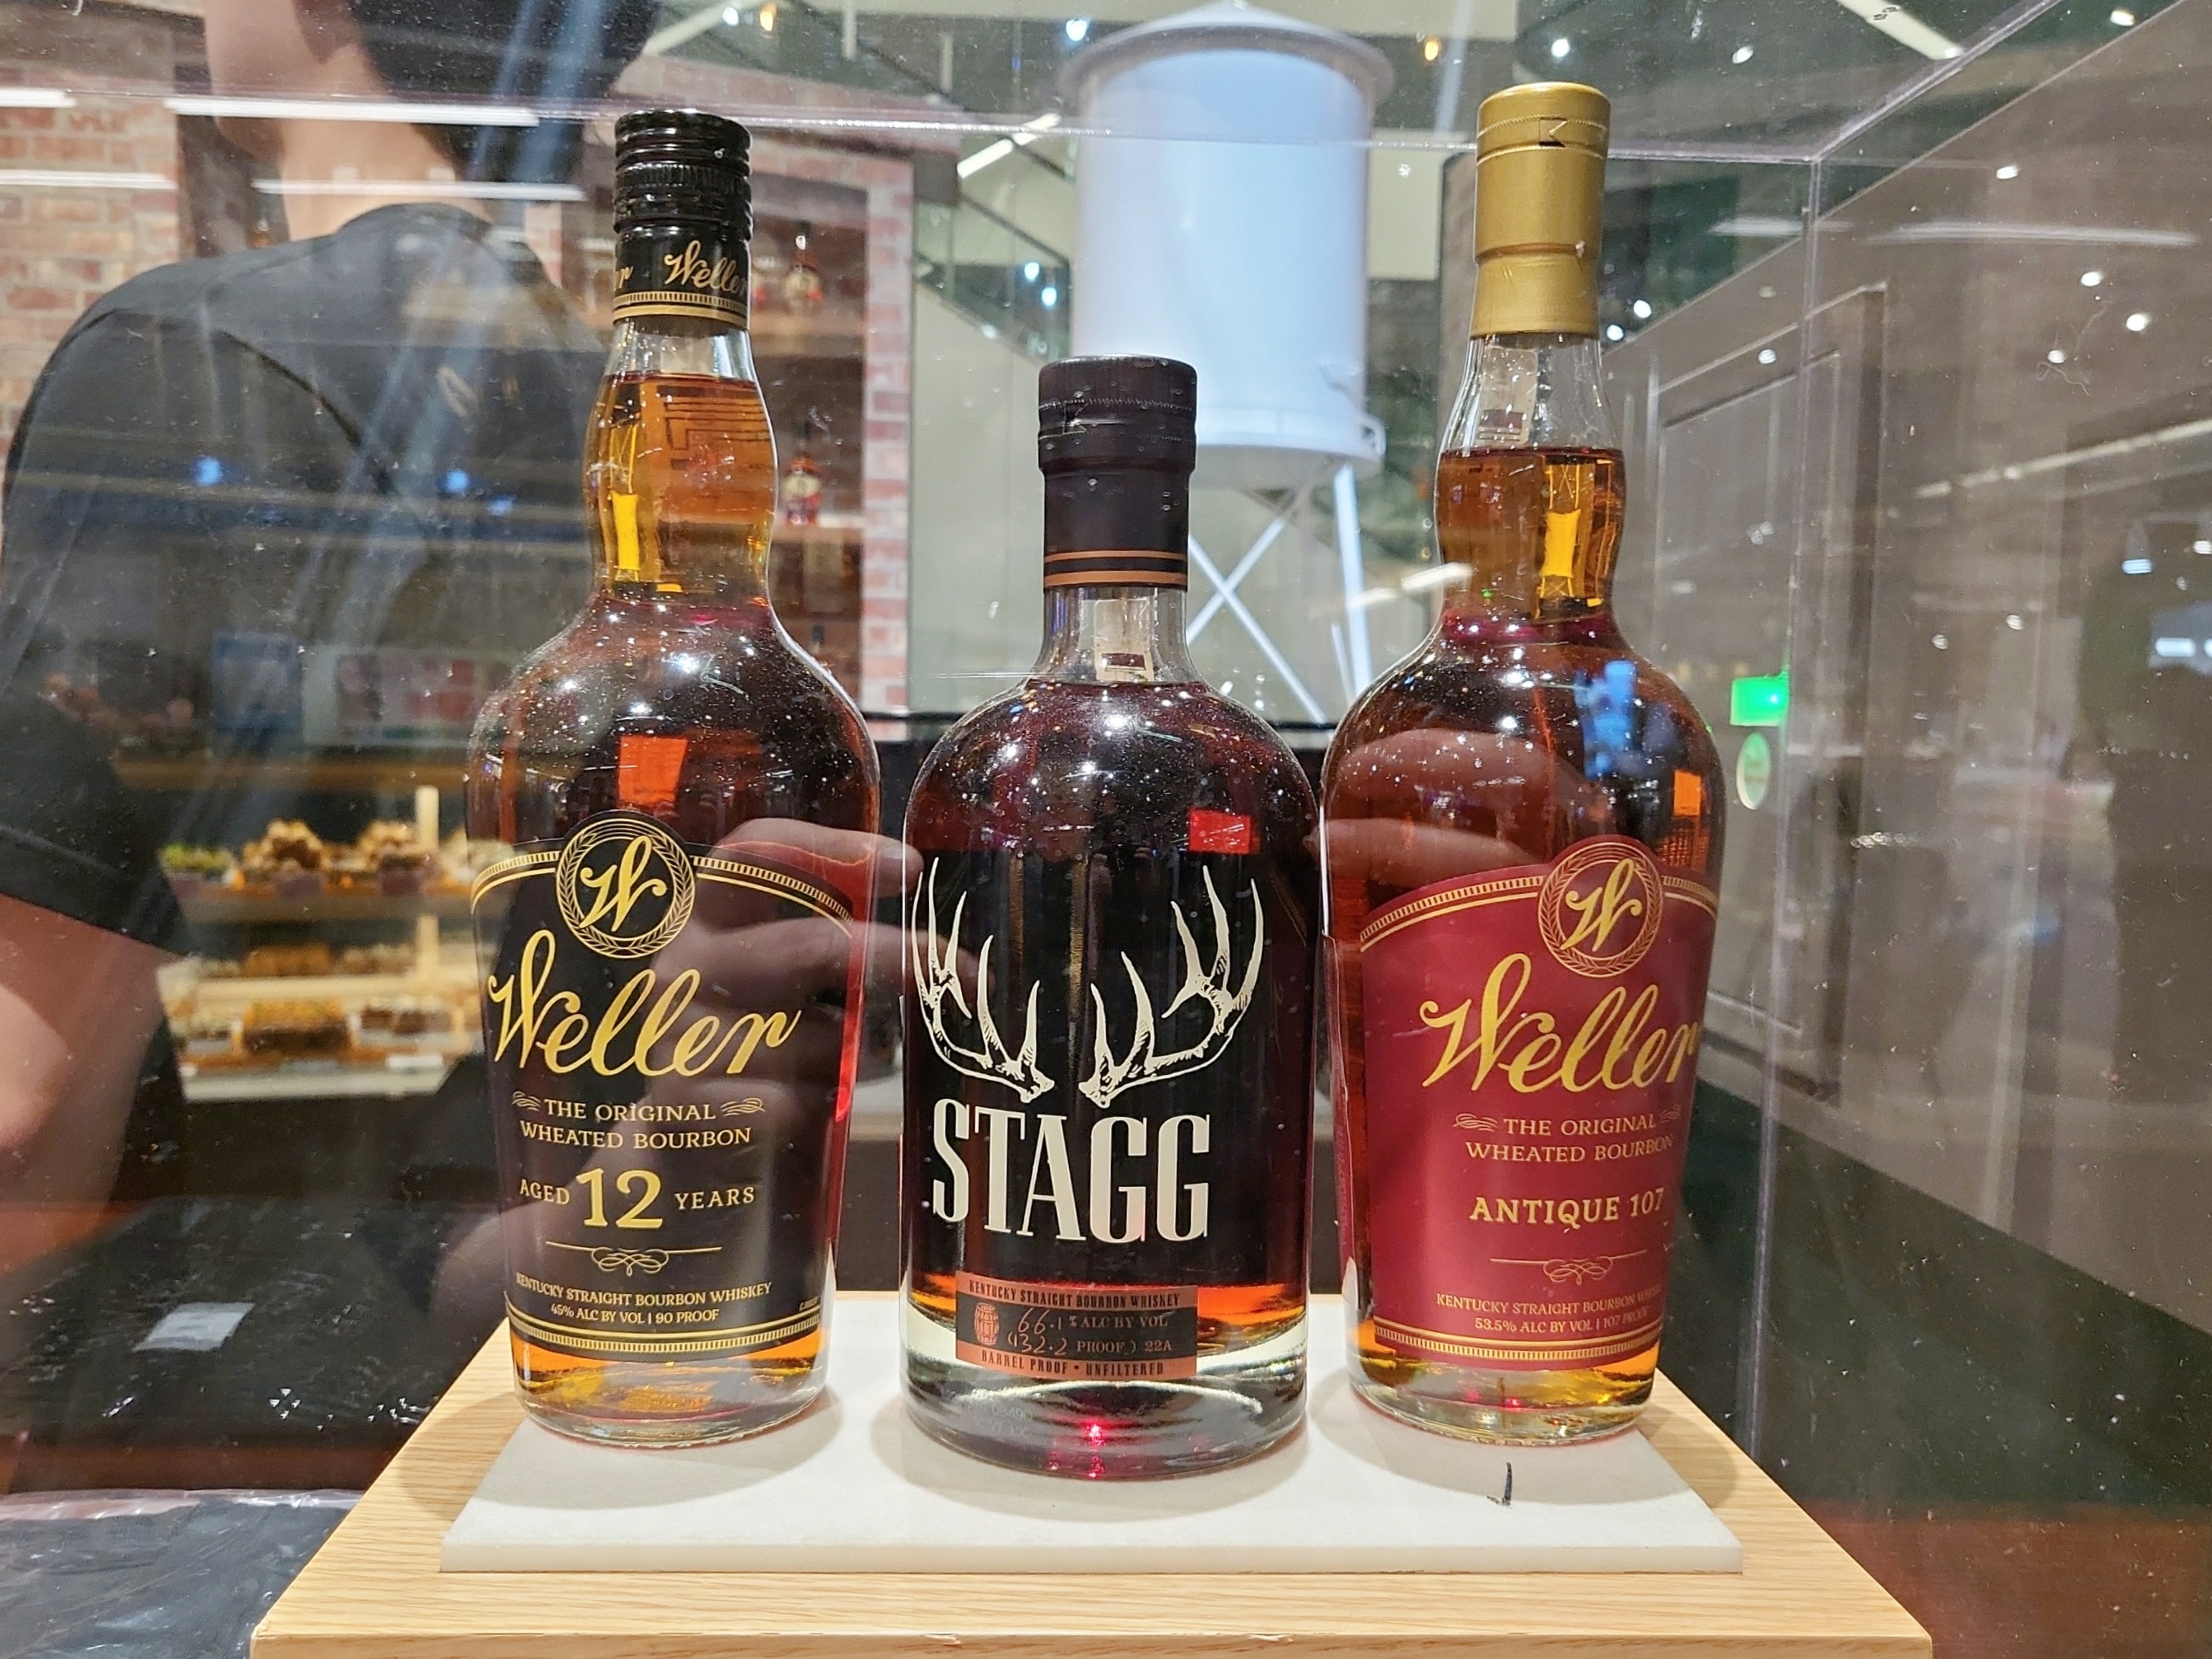 Weller
W
Weller
THE ORIGINAL
WHEATED BOURBON
AGED 12 YEARS
KENTUCKY STRAIGHT BOURBON WHISKEY
45% ALC BY VOL | 90 PROOF
STAGG
KENTUCKY STRAIGHT BOURBON WHISKEY
66.1% ALC BY VOL
(132.2 PROOF) 22A
BARREL PROOF • UNFILTERED
W
Weller
THE ORIGINAL
WHEATED BOURBON
ANTIQUE 107
KENTUCKY STRAIGHT BOURBON
53.5% ALC BY VOL | 107 PROOF